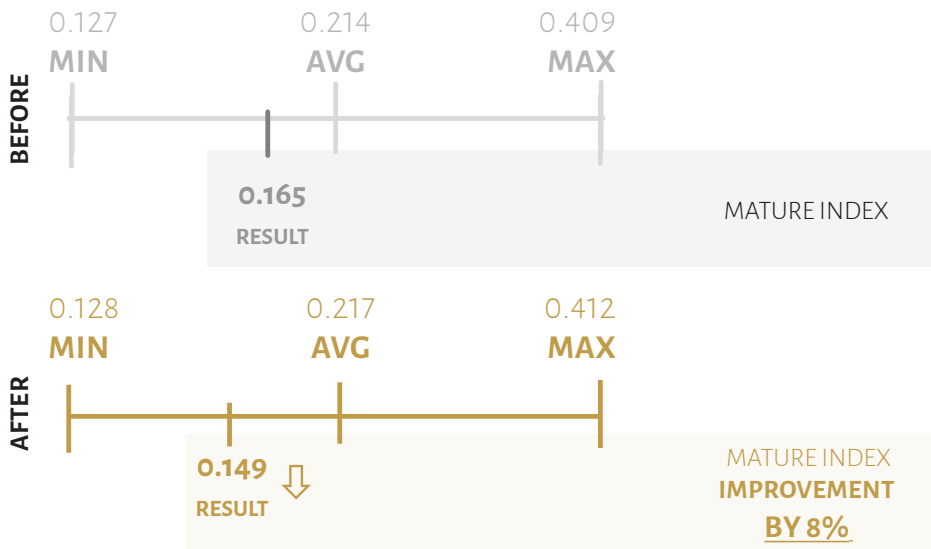 0.127 0.214 0.409
MIN AVG MAX
BEFORE
0.165
RESULT
MATURE INDEX
0.128 0.217 0.412
MIN AVG MAX
AFTER
0.149
RESULT
MATURE INDEX
IMPROVEMENT
BY 8%